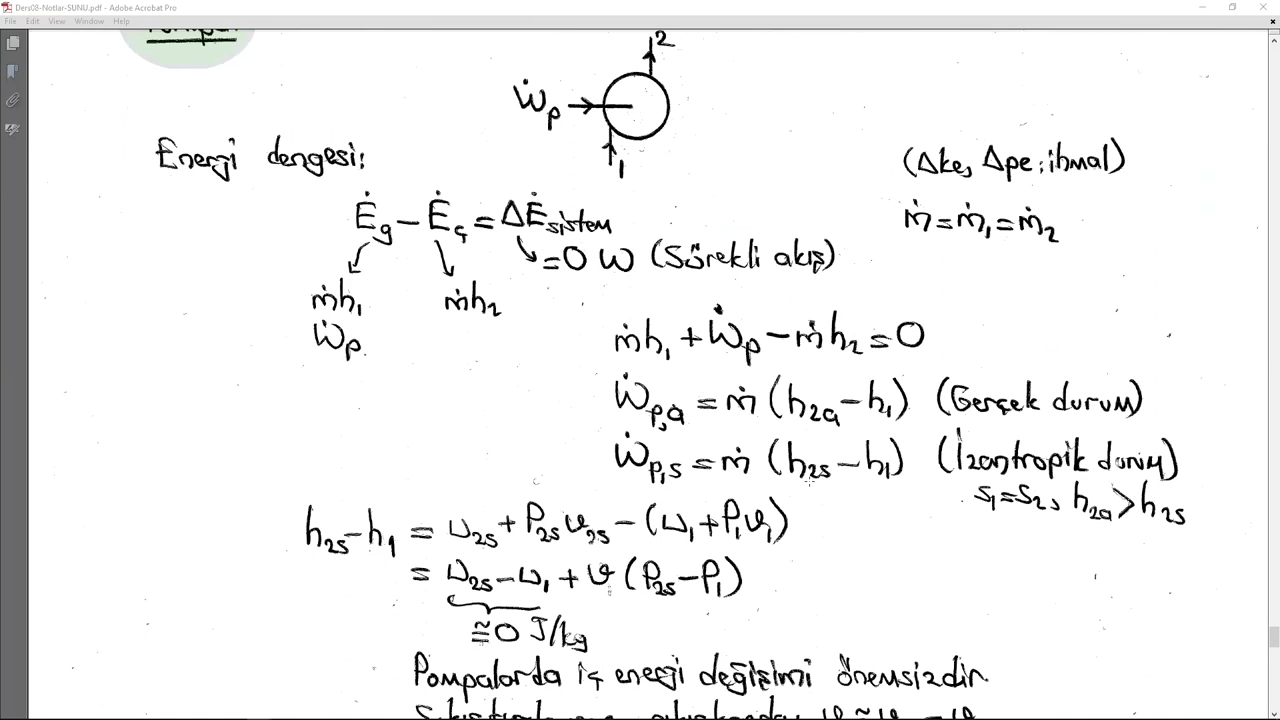 Ders08-Notlar-SUNU.pdf - Adobe Acrobat Pro
File Edit View Window Help
2
Ẇp
1
Enerji dengesi:
(Δke, Δpe: ihmal)
Ėg − Ėç = ΔĖsistem
ṁ = ṁ1 = ṁ2
= 0 W (Sürekli akış)
ṁh1 ṁh2
Ẇp
ṁh1 + Ẇp − ṁh2 = 0
Ẇp,a = ṁ (h2a − h1) (Gerçek durum)
Ẇp,s = ṁ (h2s − h1) (İzantropik durum)
s1 = s2, h2a > h2s
h2s − h1 = u2s + P2s v2s − (u1 + P1 v1)
= u2s − u1 + v (P2s − P1)
≅ 0 J/kg
Pompalarda iç enerji değişimi önemsizdir.